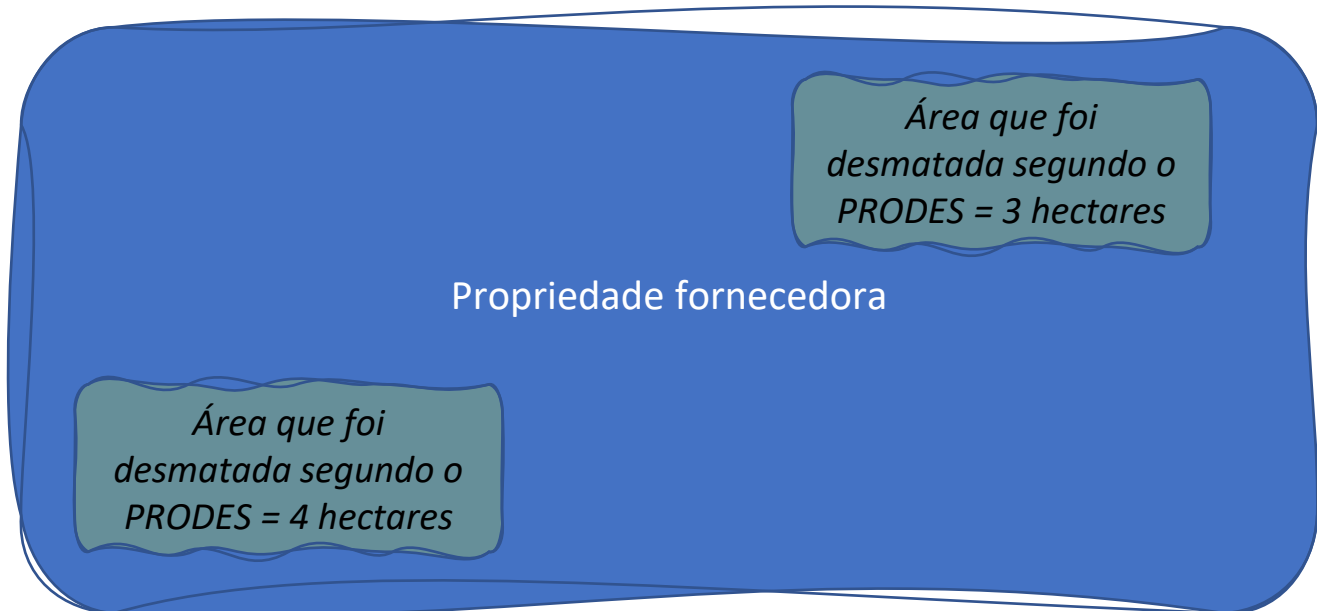 Área que foi
desmatada segundo o
PRODES = 3 hectares
Propriedade fornecedora
Área que foi
desmatada segundo o
PRODES = 4 hectares